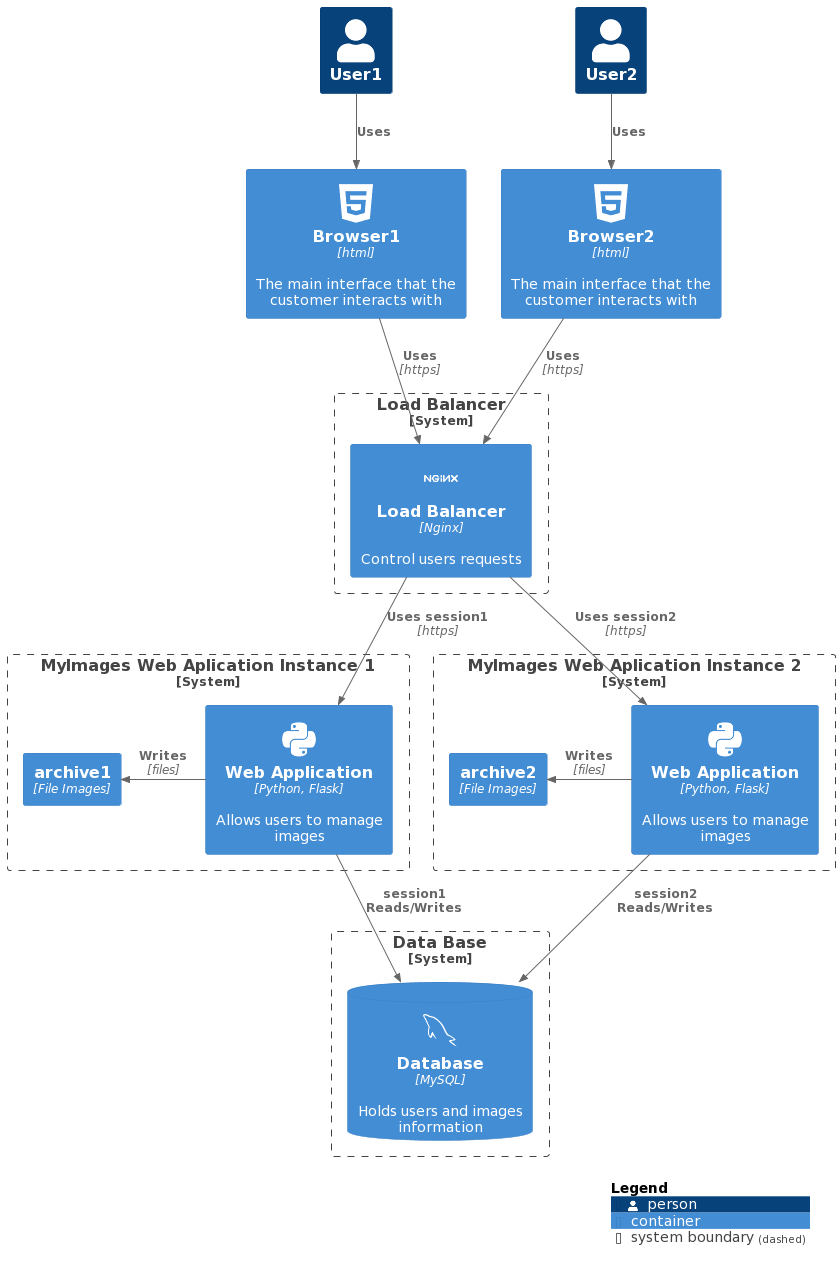 User1
User2
Uses
Uses
Browser1
[html]
The main interface that the
customer interacts with
Browser2
[html]
The main interface that the
customer interacts with
Uses
[https]
Uses
[https]
Load Balancer
[System]
NGINX
Load Balancer
[Nginx]
Control users requests
Uses session1
[https]
Uses session2
[https]
MyImages Web Aplication Instance 1
[System]
archive1
[File Images]
Writes
[files]
Web Application
[Python, Flask]
Allows users to manage
images
MyImages Web Aplication Instance 2
[System]
archive2
[File Images]
Writes
[files]
Web Application
[Python, Flask]
Allows users to manage
images
session1
Reads/Writes
session2
Reads/Writes
Data Base
[System]
Database
[MySQL]
Holds users and images
information
Legend
person
container
system boundary (dashed)